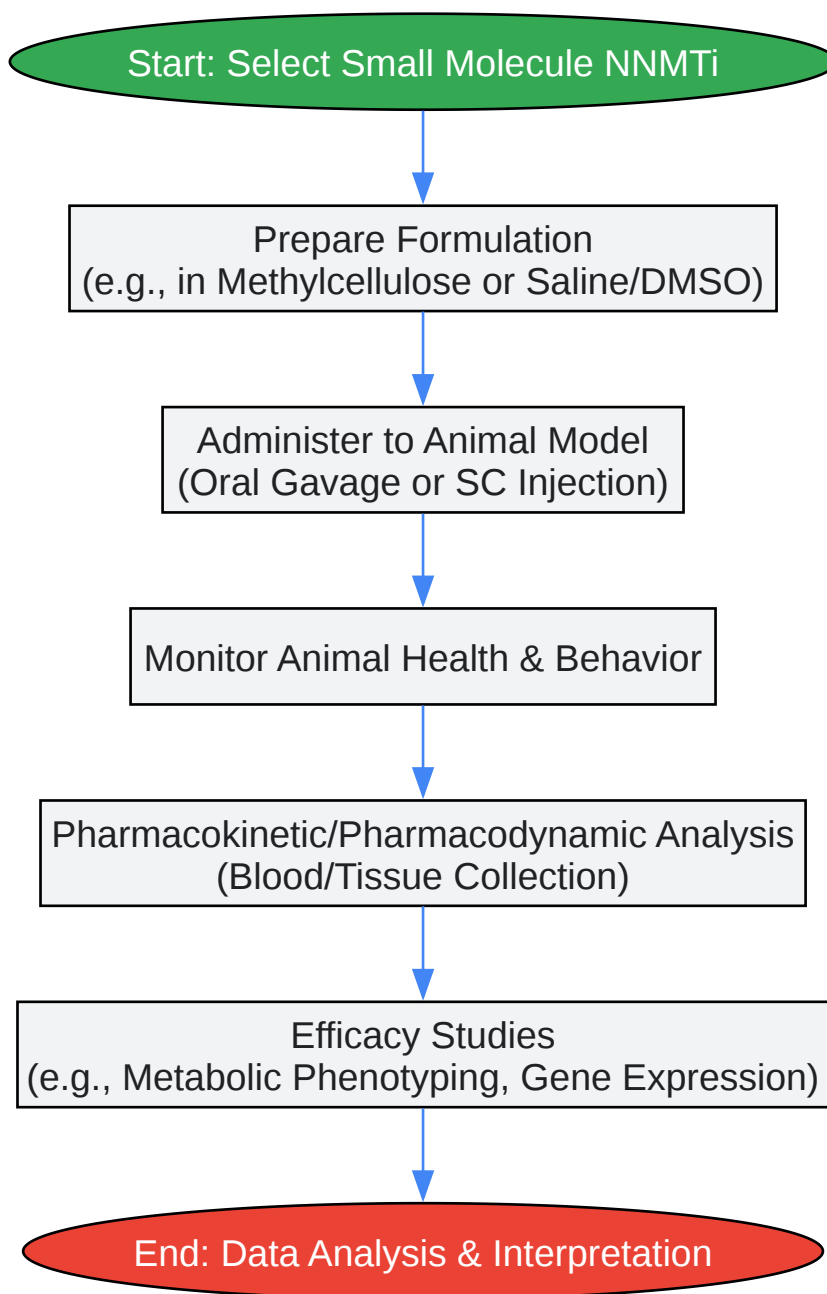 Start: Select Small Molecule NNMTi
Prepare Formulation
(e.g., in Methylcellulose or Saline/DMSO)
Administer to Animal Model
(Oral Gavage or SC Injection)
Monitor Animal Health & Behavior
Pharmacokinetic/Pharmacodynamic Analysis
(Blood/Tissue Collection)
Efficacy Studies
(e.g., Metabolic Phenotyping, Gene Expression)
End: Data Analysis & Interpretation